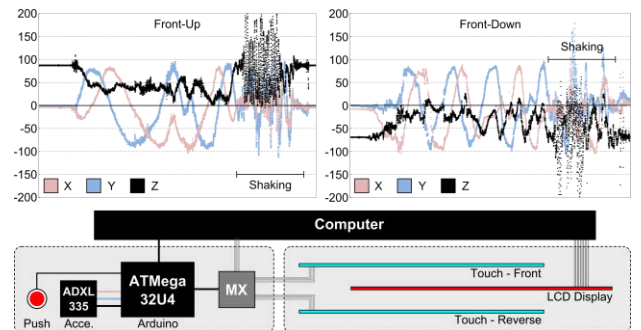 Front-Up
200
150
100
50
0
-50
-100
-150
-200
X Y Z
Shaking
Front-Down
200
150
100
50
0
-50
-100
-150
-200
Shaking
X Y Z
Computer
ATMega
32U4
ADXL
335
MX
Push
Acce.
Arduino
Touch - Front
LCD Display
Touch - Reverse